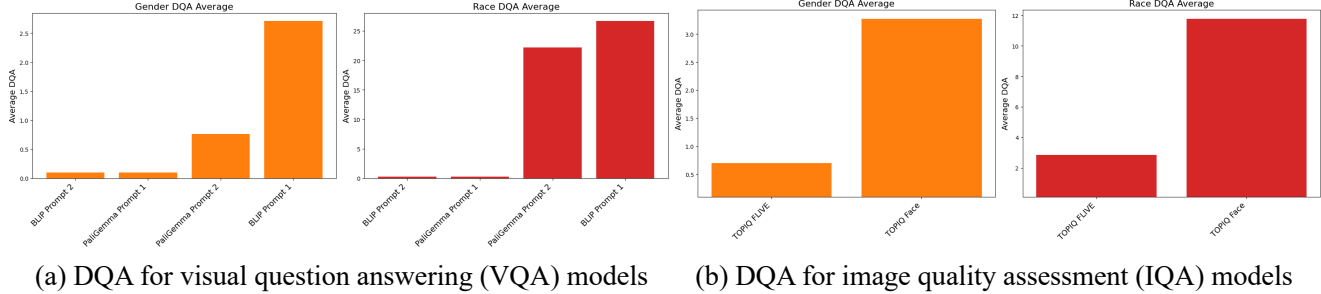 Gender DQA Average
Average DQA
2.5
2.0
1.5
1.0
0.5
0.0
BLIP Prompt 2
PaliGemma Prompt 1
PaliGemma Prompt 2
BLIP Prompt 1
Race DQA Average
Average DQA
25
20
15
10
5
0
BLIP Prompt 2
PaliGemma Prompt 1
PaliGemma Prompt 2
BLIP Prompt 1
Gender DQA Average
Average DQA
3.0
2.5
2.0
1.5
1.0
0.5
TOPIQ FLIVE
TOPIQ Face
Race DQA Average
Average DQA
12
10
8
6
4
2
TOPIQ FLIVE
TOPIQ Face
(a) DQA for visual question answering (VQA) models
(b) DQA for image quality assessment (IQA) models